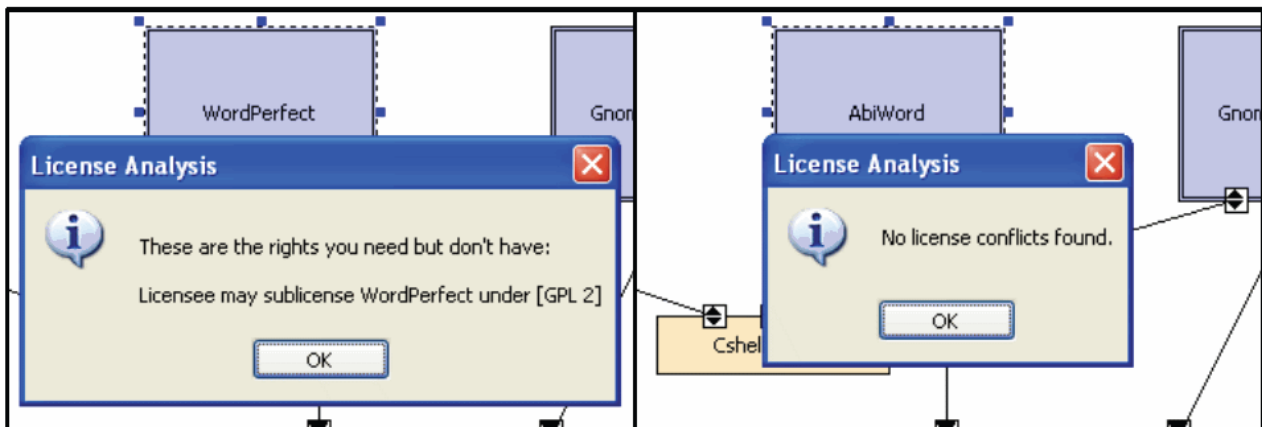 WordPerfect
Gnom
License Analysis
These are the rights you need but don't have:
Licensee may sublicense WordPerfect under [GPL 2]
OK
AbiWord
Gnom
License Analysis
No license conflicts found.
OK
Cshel